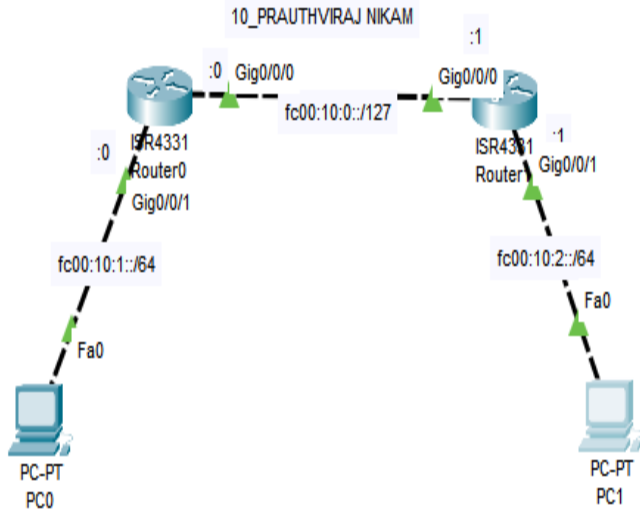 10_PRAUTHVIRAJ NIKAM
:1
:0 Gig0/0/0
Gig0/0/0
fc00:10:0::/127
ISR4331
Router0
ISR4331
Router1
:0
:1
Gig0/0/1
Gig0/0/1
fc00:10:1::/64
fc00:10:2::/64
Fa0
Fa0
PC-PT
PC0
PC-PT
PC1